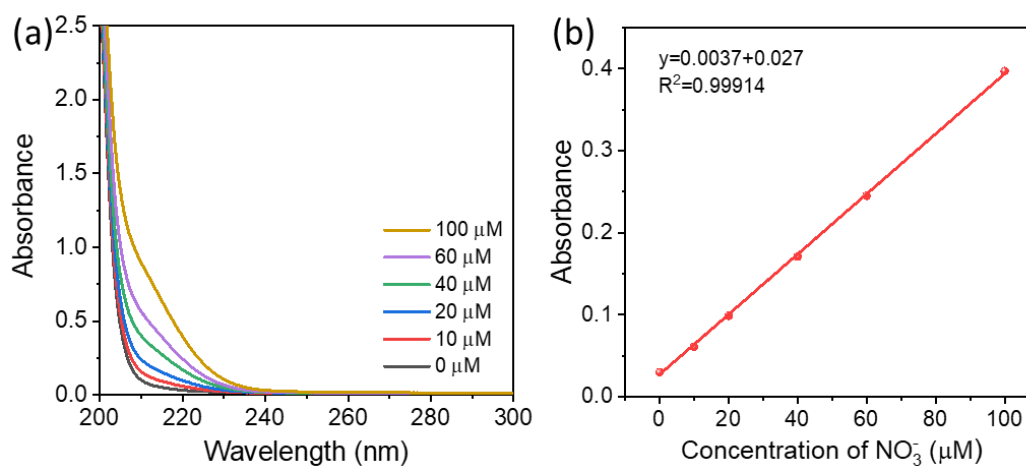 (a)
2.5
2.0
1.5
1.0
0.5
0.0
Absorbance
100 μM
60 μM
40 μM
20 μM
10 μM
0 μM
200 220 240 260 280 300
Wavelength (nm)
(b)
y=0.0037+0.027
R²=0.99914
0.4
0.3
0.2
0.1
0.0
Absorbance
0 20 40 60 80 100
Concentration of NO₃⁻ (μM)